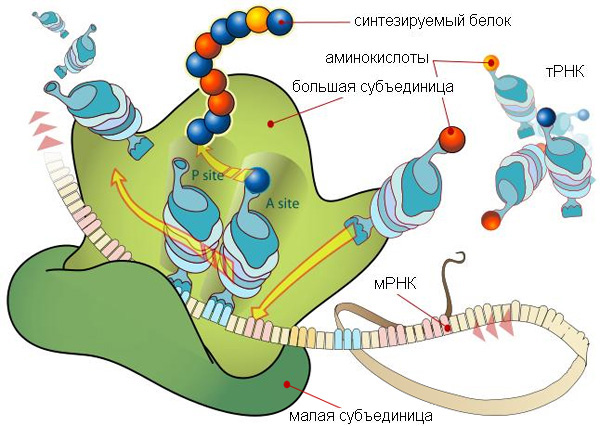 синтезируемый белок
аминокислоты
тРНК
большая субъединица
P site
A site
мРНК
малая субъединица